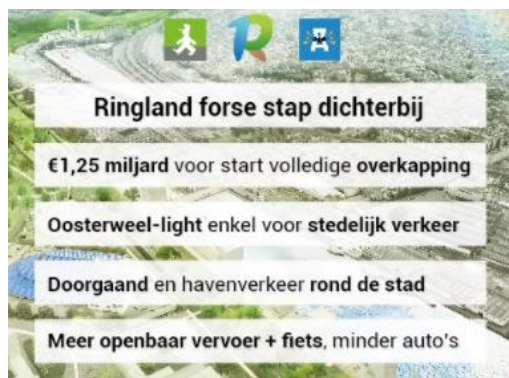 Ringland forse stap dichterbij
€1,25 miljard voor start volledige overkapping
Oosterweel-light enkel voor stedelijk verkeer
Doorgaand en havenverkeer rond de stad
Meer openbaar vervoer + fiets, minder auto's